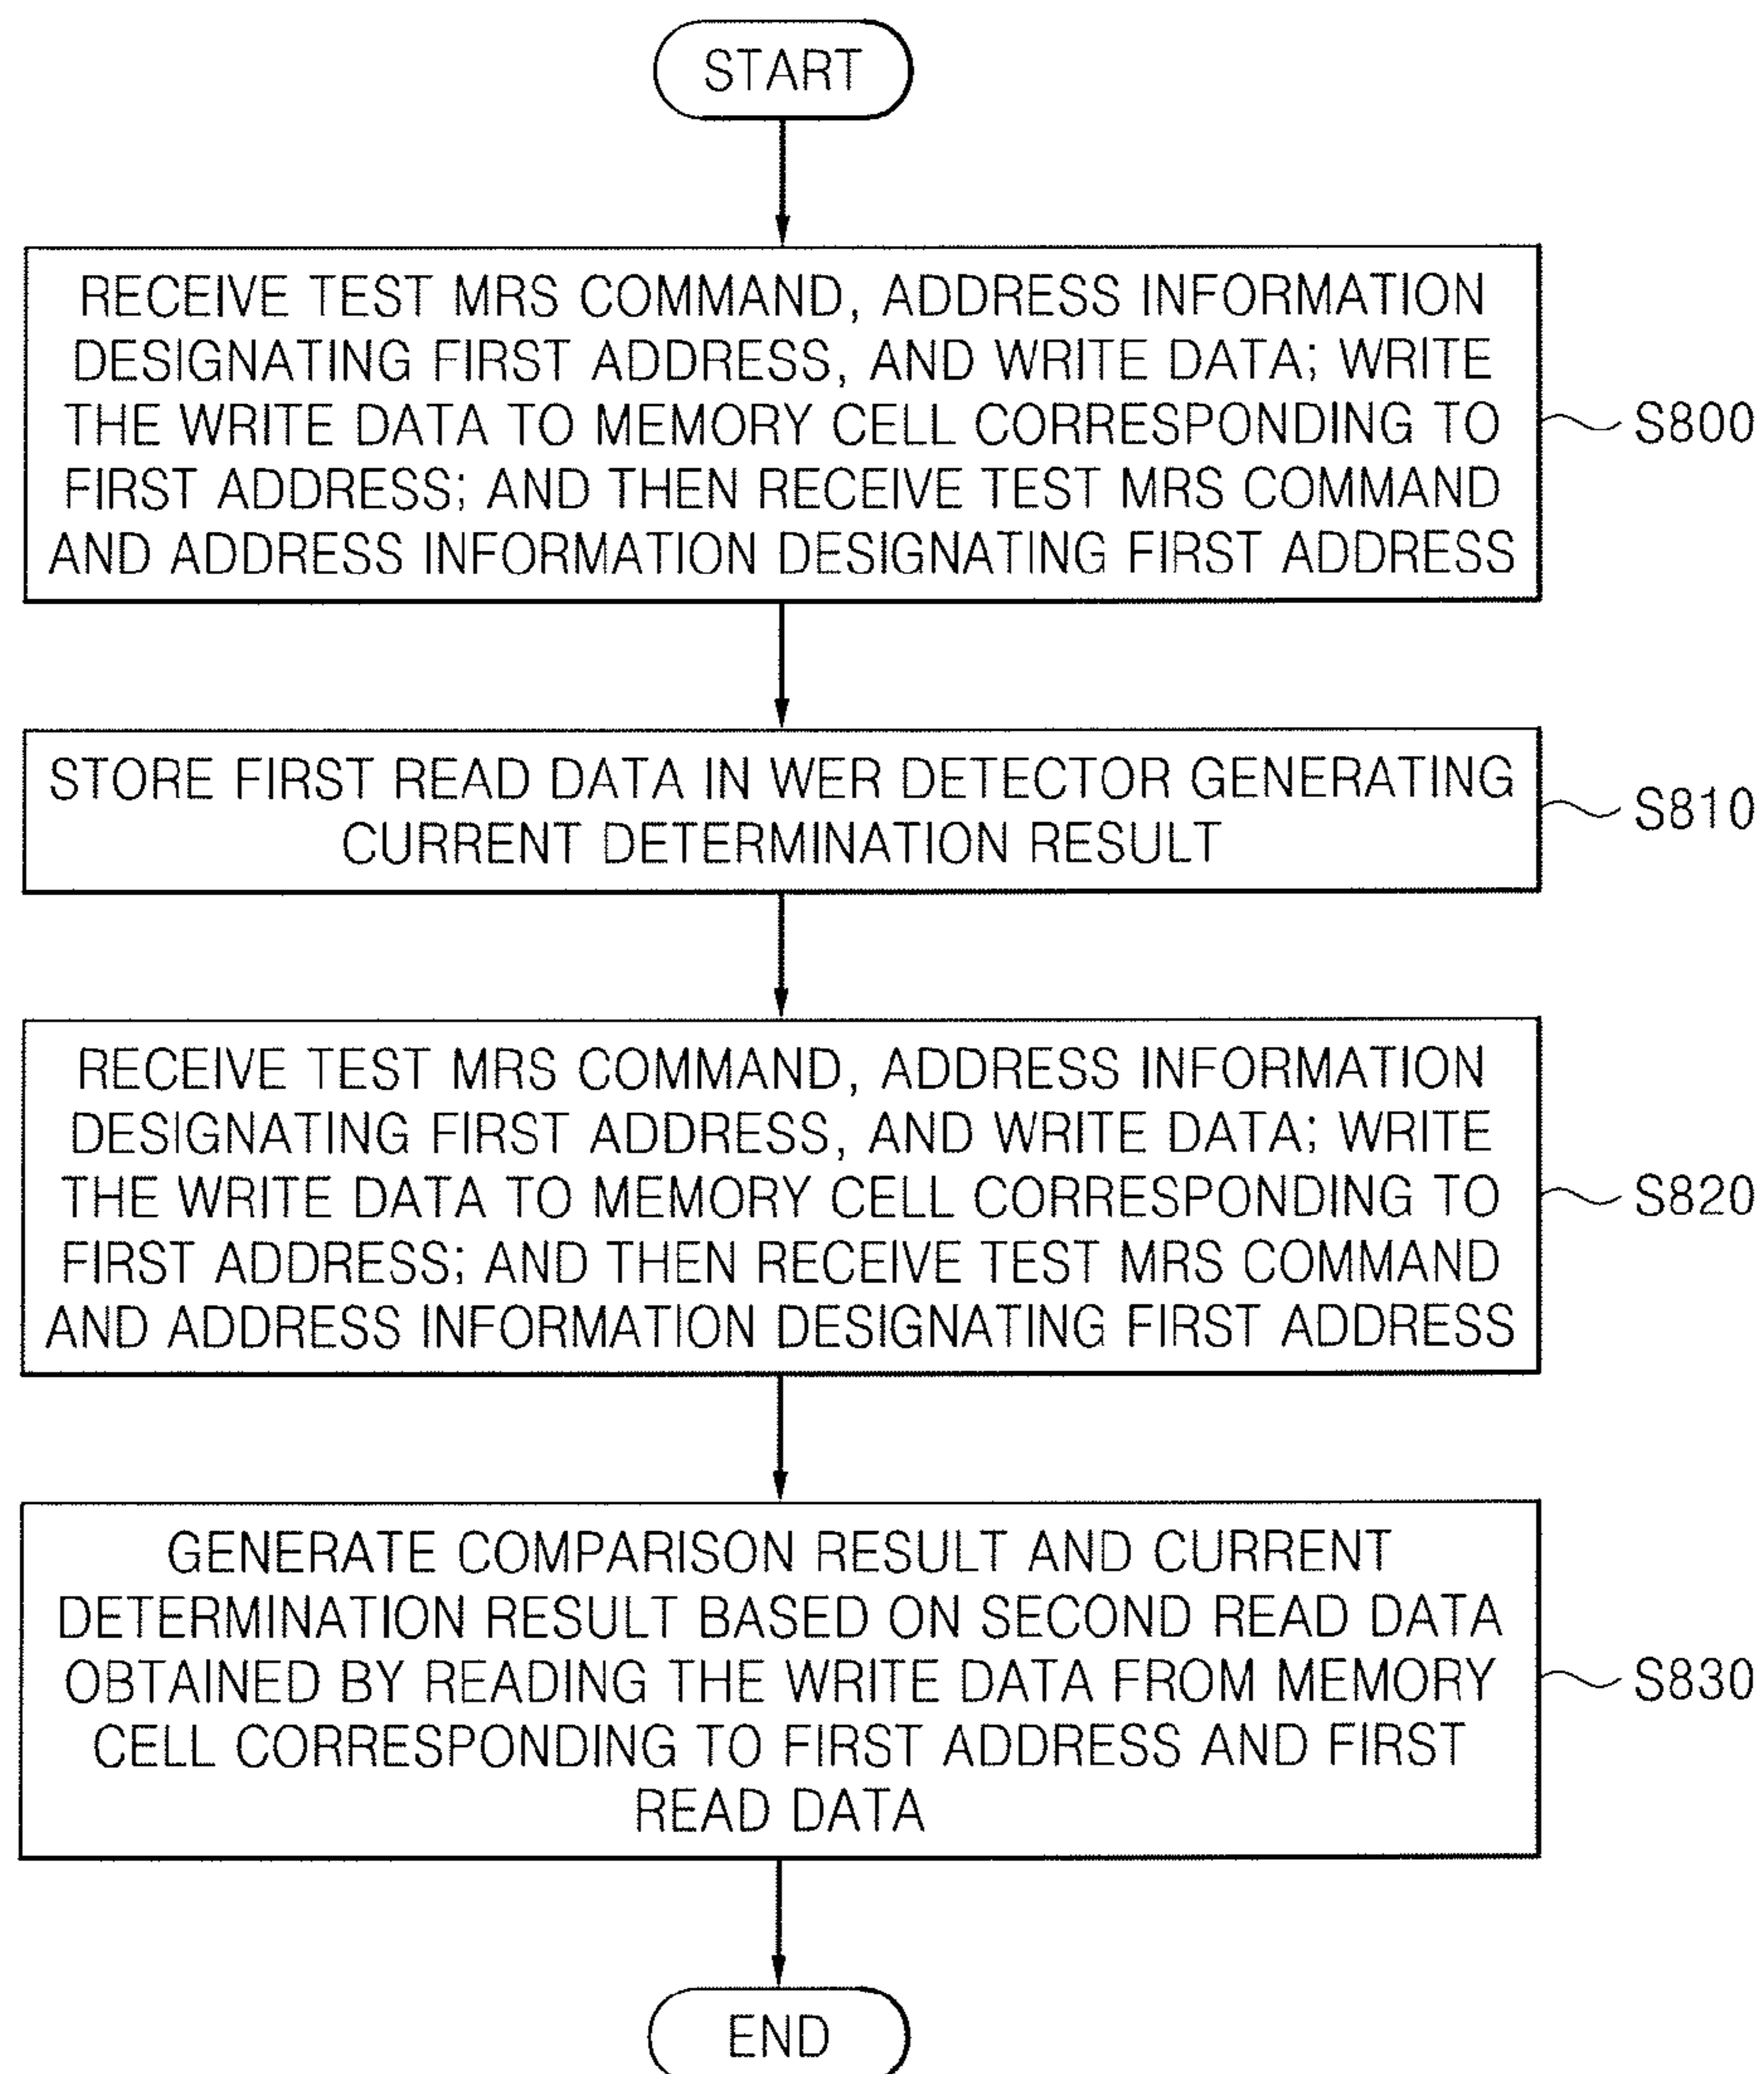 START
RECEIVE TEST MRS COMMAND, ADDRESS INFORMATION
DESIGNATING FIRST ADDRESS, AND WRITE DATA; WRITE
THE WRITE DATA TO MEMORY CELL CORRESPONDING TO
FIRST ADDRESS; AND THEN RECEIVE TEST MRS COMMAND
AND ADDRESS INFORMATION DESIGNATING FIRST ADDRESS
S800
STORE FIRST READ DATA IN WER DETECTOR GENERATING
CURRENT DETERMINATION RESULT
S810
RECEIVE TEST MRS COMMAND, ADDRESS INFORMATION
DESIGNATING FIRST ADDRESS, AND WRITE DATA; WRITE
THE WRITE DATA TO MEMORY CELL CORRESPONDING TO
FIRST ADDRESS; AND THEN RECEIVE TEST MRS COMMAND
AND ADDRESS INFORMATION DESIGNATING FIRST ADDRESS
S820
GENERATE COMPARISON RESULT AND CURRENT
DETERMINATION RESULT BASED ON SECOND READ DATA
OBTAINED BY READING THE WRITE DATA FROM MEMORY
CELL CORRESPONDING TO FIRST ADDRESS AND FIRST
READ DATA
S830
END